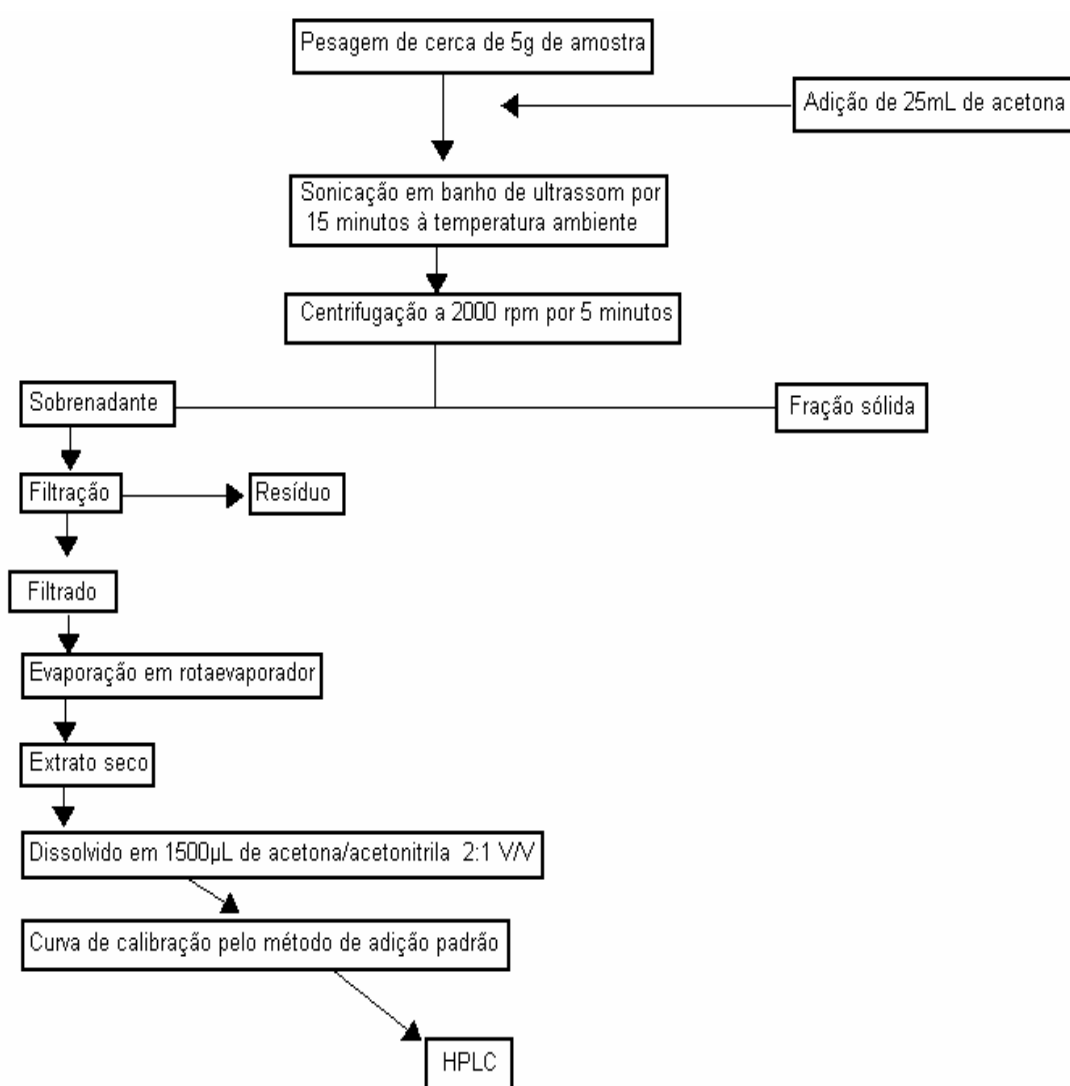 Pesagem de cerca de 5g de amostra
Adição de 25mL de acetona
Sonicação em banho de ultrassom por
15 minutos à temperatura ambiente
Centrifugação a 2000 rpm por 5 minutos
Sobrenadante
Fração sólida
Filtração
Resíduo
Filtrado
Evaporação em rotaevaporador
Extrato seco
Dissolvido em 1500µL de acetona/acetonitrila 2:1 V/V
Curva de calibração pelo método de adição padrão
HPLC